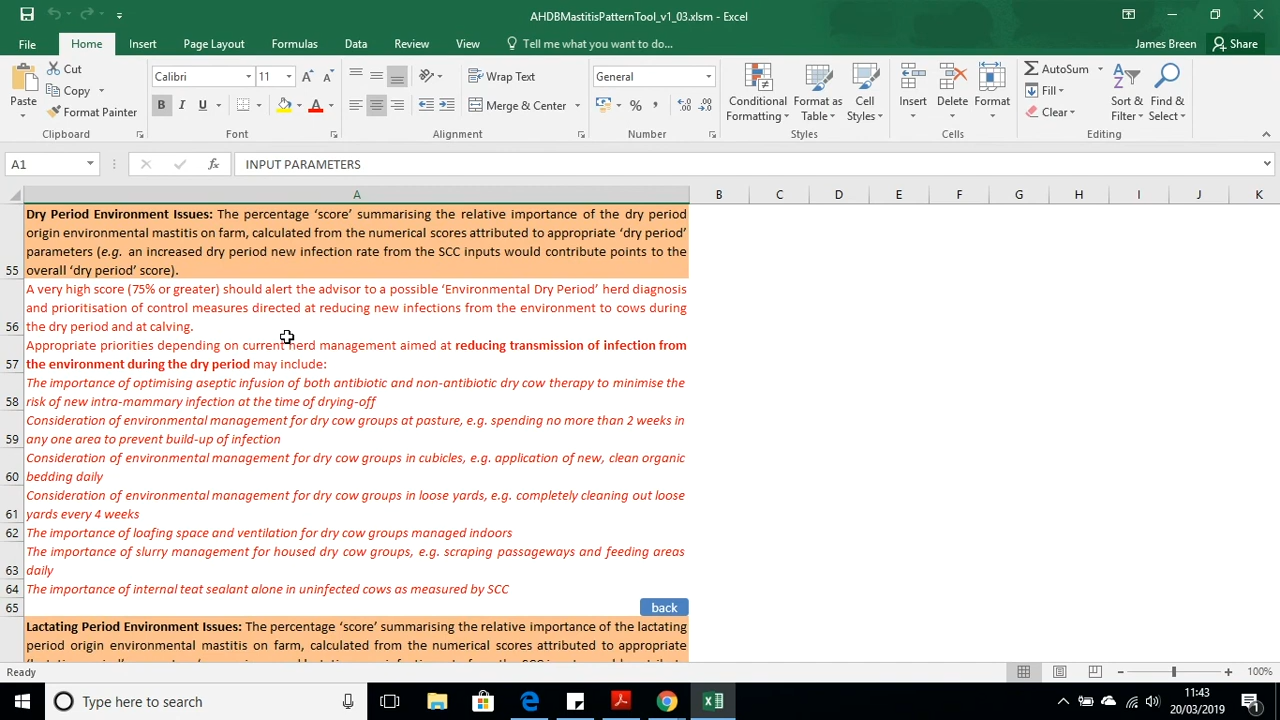 AHDBMastitisPatternTool_v1_03.xlsm - Excel
File Home Insert Page Layout Formulas Data Review View Tell me what you want to do... James Breen Share
Paste
Cut
Copy
Format Painter
Clipboard
Calibri 11
B I U
Font
Wrap Text
Merge & Center
Alignment
General
Number
Conditional Formatting
Format as Table
Cell Styles
Styles
Insert
Delete
Format
Cells
AutoSum
Fill
Clear
Sort & Filter
Find & Select
Editing
A1 fx INPUT PARAMETERS
A B C D E F G H I J K
Dry Period Environment Issues: The percentage ‘score’ summarising the relative importance of the dry period
origin environmental mastitis on farm, calculated from the numerical scores attributed to appropriate ‘dry period’
parameters (e.g. an increased dry period new infection rate from the SCC inputs would contribute points to the
55 overall ‘dry period’ score).
A very high score (75% or greater) should alert the advisor to a possible ‘Environmental Dry Period’ herd diagnosis
and prioritisation of control measures directed at reducing new infections from the environment to cows during
56 the dry period and at calving.
Appropriate priorities depending on current herd management aimed at reducing transmission of infection from
57 the environment during the dry period may include:
The importance of optimising aseptic infusion of both antibiotic and non-antibiotic dry cow therapy to minimise the
58 risk of new intra-mammary infection at the time of drying-off
Consideration of environmental management for dry cow groups at pasture, e.g. spending no more than 2 weeks in
59 any one area to prevent build-up of infection
Consideration of environmental management for dry cow groups in cubicles, e.g. application of new, clean organic
60 bedding daily
Consideration of environmental management for dry cow groups in loose yards, e.g. completely cleaning out loose
61 yards every 4 weeks
62 The importance of loafing space and ventilation for dry cow groups managed indoors
The importance of slurry management for housed dry cow groups, e.g. scraping passageways and feeding areas
63 daily
64 The importance of internal teat sealant alone in uninfected cows as measured by SCC
65 back
Lactating Period Environment Issues: The percentage ‘score’ summarising the relative importance of the lactating
period origin environmental mastitis on farm, calculated from the numerical scores attributed to appropriate
Ready 100%
Type here to search
11:43
20/03/2019